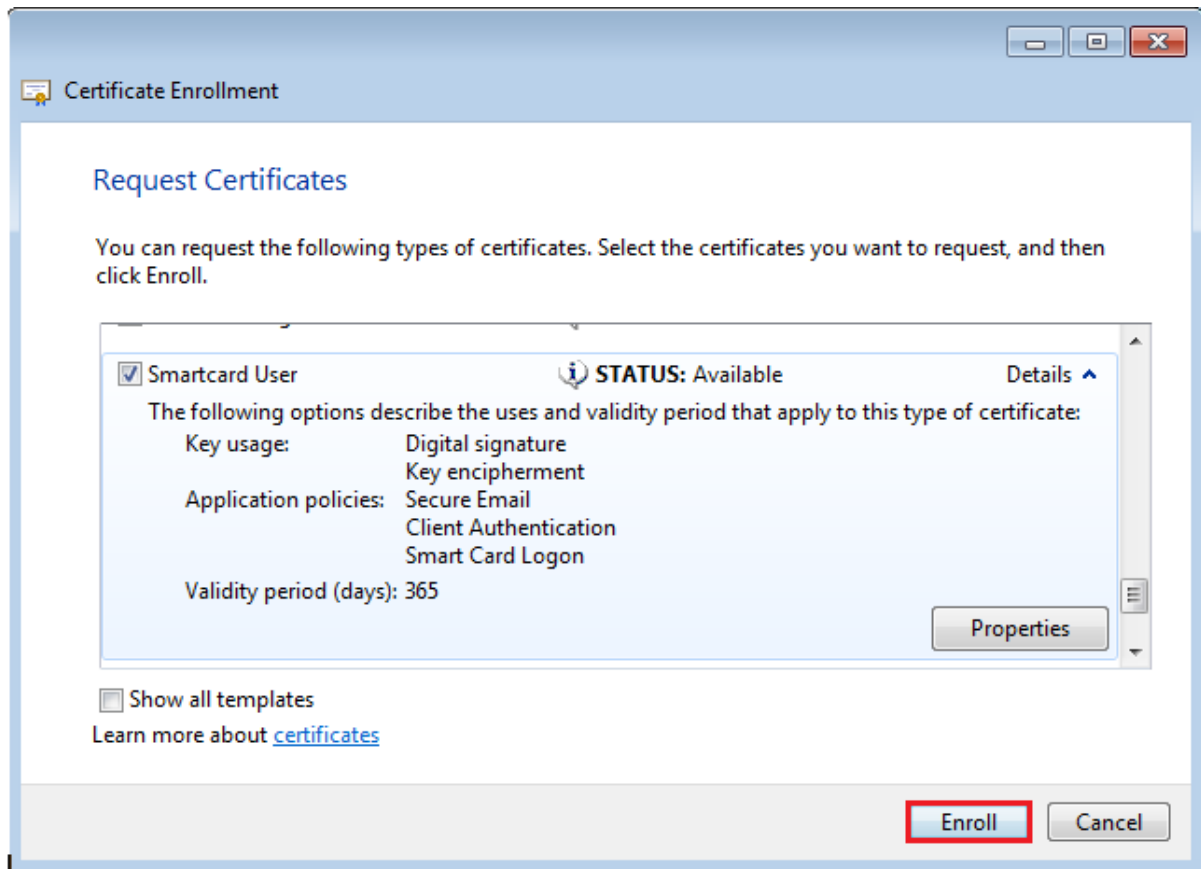 Certificate Enrollment
Request Certificates
You can request the following types of certificates. Select the certificates you want to request, and then
click Enroll.
Smartcard User STATUS: Available Details
The following options describe the uses and validity period that apply to this type of certificate:
Key usage: Digital signature
Key encipherment
Application policies: Secure Email
Client Authentication
Smart Card Logon
Validity period (days): 365
Properties
Show all templates
Learn more about certificates
Enroll Cancel